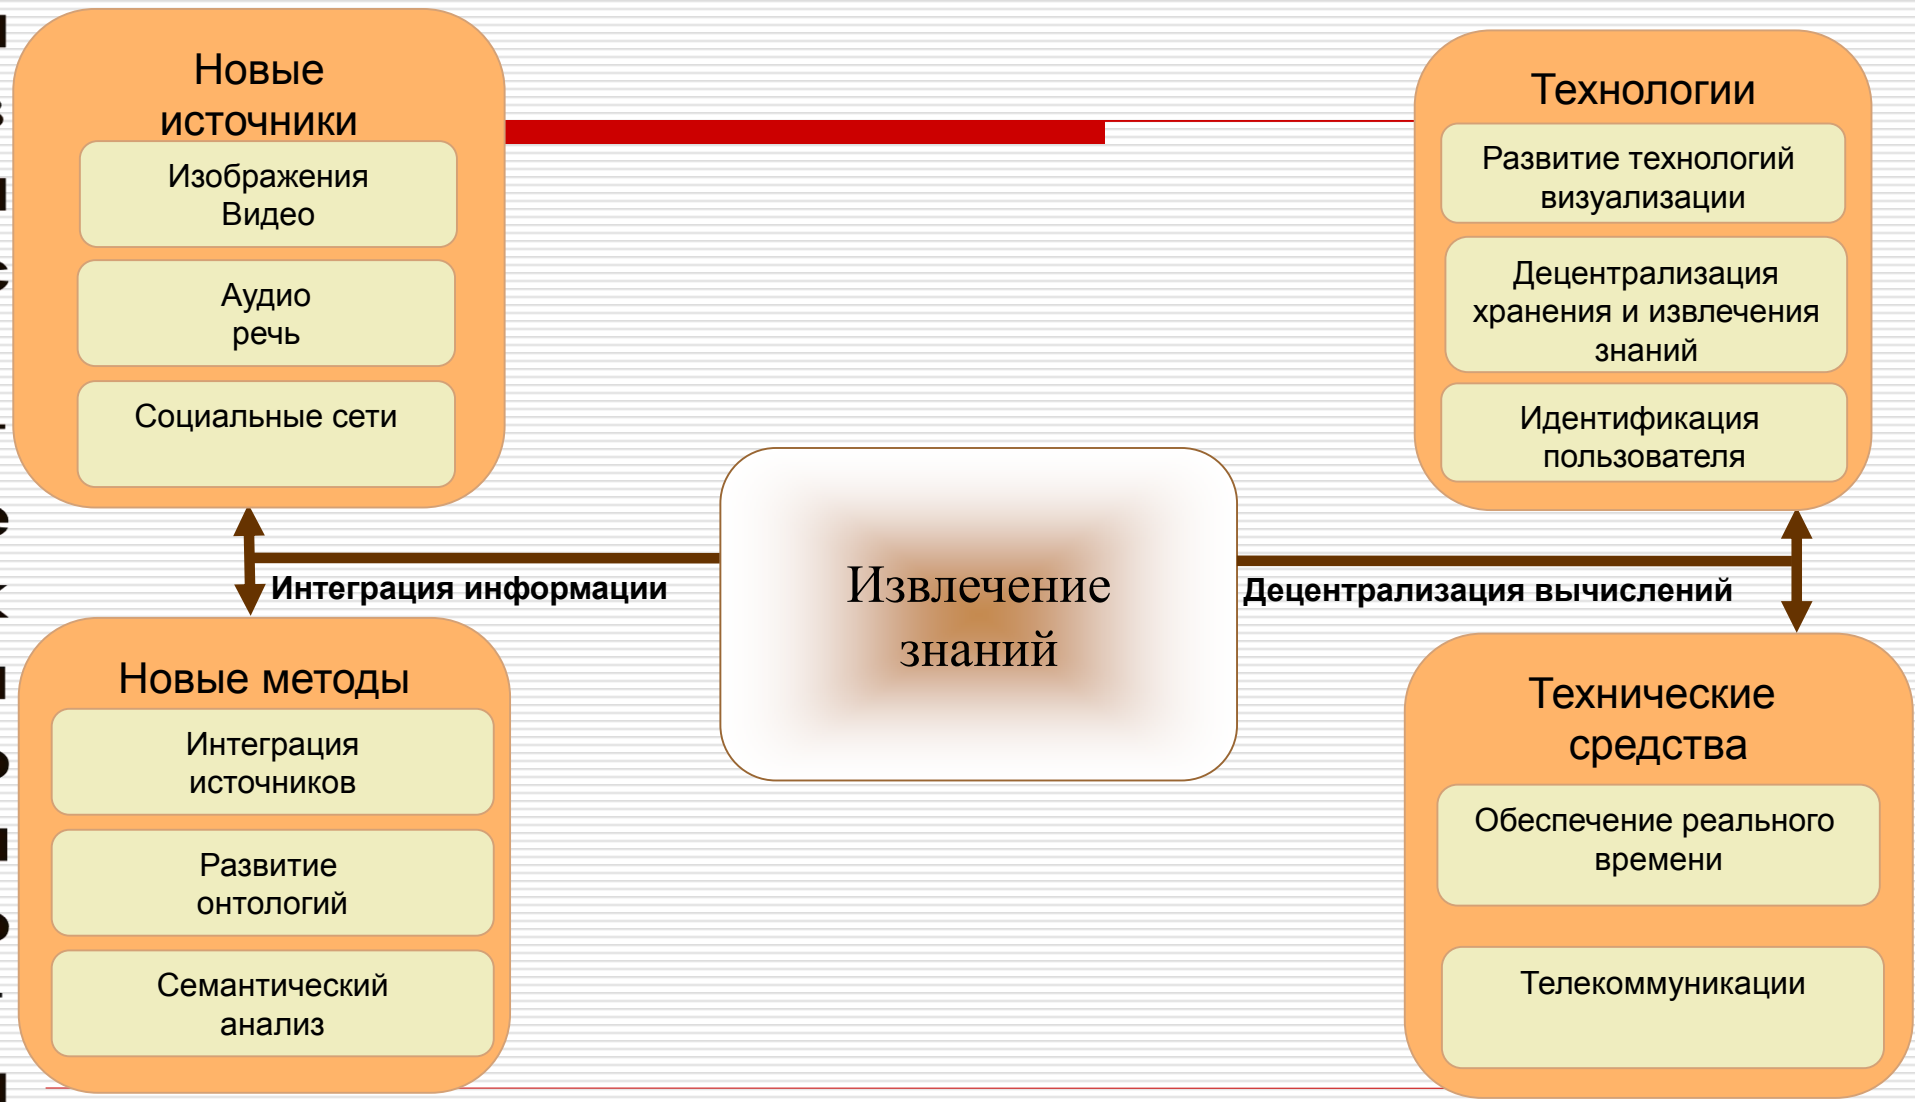 Новые
источники
Изображения
Видео
Аудио
речь
Социальные сети
Интеграция информации
Новые методы
Интеграция
источников
Развитие
онтологий
Семантический
анализ
Извлечение
знаний
Технологии
Развитие технологий
визуализации
Децентрализация
хранения и извлечения
знаний
Идентификация
пользователя
Децентрализация вычислений
Технические
средства
Обеспечение реального
времени
Телекоммуникации